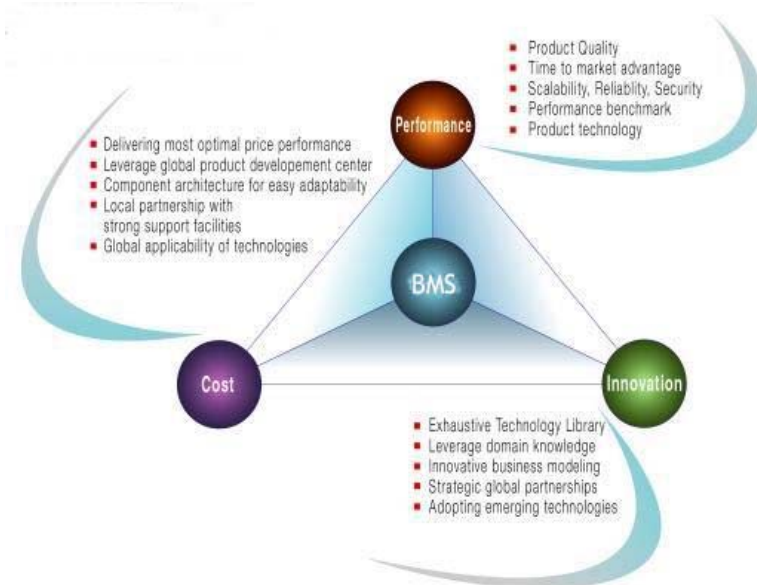 Product Quality
Time to market advantage
Scalability, Reliablity, Security
Performance benchmark
Product technology
Performance
Delivering most optimal price performance
Leverage global product developement center
Component architecture for easy adaptability
Local partnership with
strong support facilities
Global applicability of technologies
BMS
Cost
Innovation
Exhaustive Technology Library
Leverage domain knowledge
Innovative business modeling
Strategic global partnerships
Adopting emerging technologies